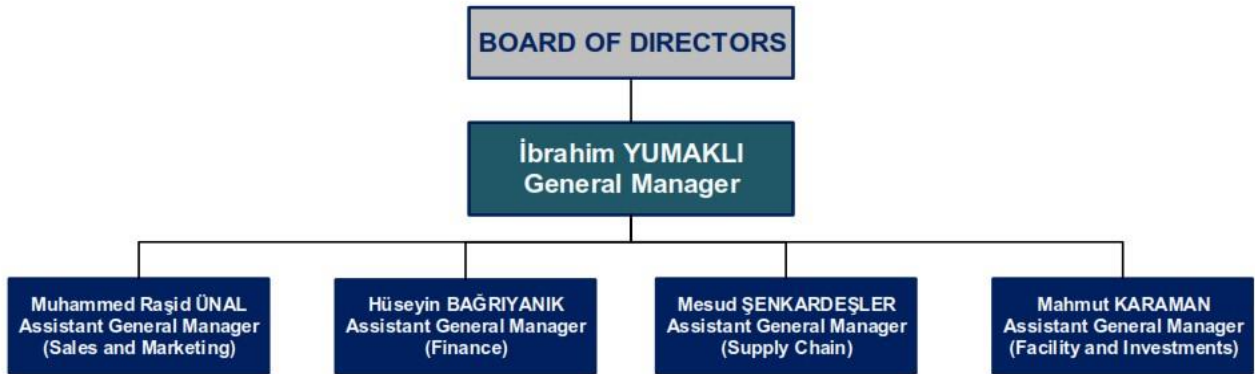 BOARD OF DIRECTORS
İbrahim YUMAKLI
General Manager
Muhammed Raşid ÜNAL
Assistant General Manager
(Sales and Marketing)
Hüseyin BAĞRIYANIK
Assistant General Manager
(Finance)
Mesud ŞENKARDEŞLER
Assistant General Manager
(Supply Chain)
Mahmut KARAMAN
Assistant General Manager
(Facility and Investments)